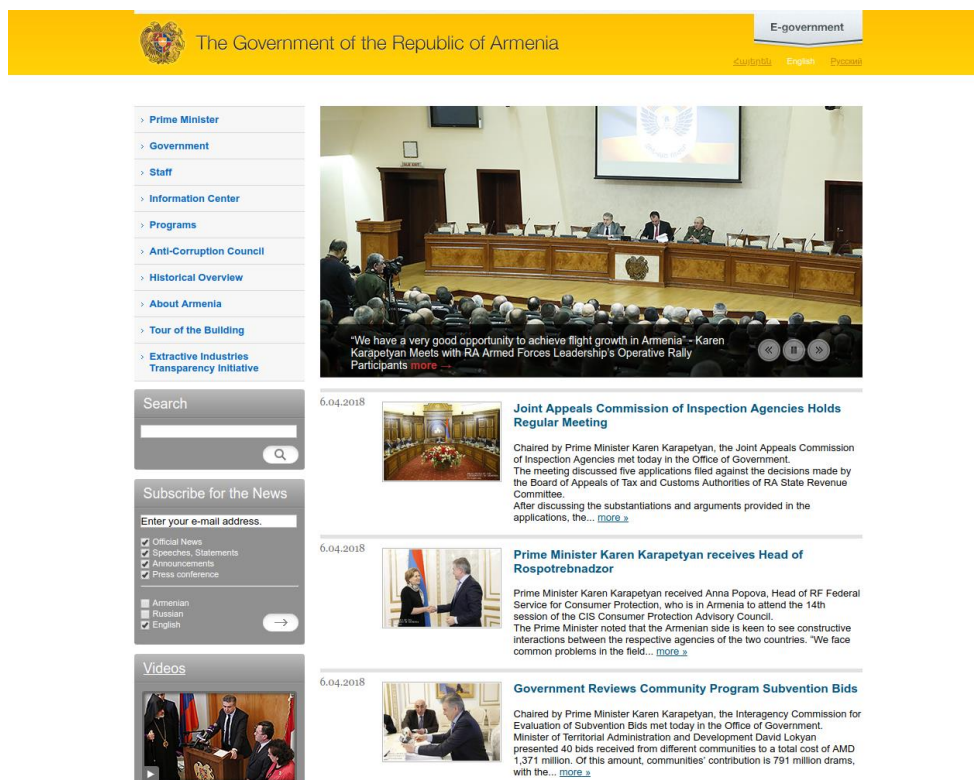 The Government of the Republic of Armenia
E-government
Հայերեն English Русский
Prime Minister
Government
Staff
Information Center
Programs
Anti-Corruption Council
Historical Overview
About Armenia
Tour of the Building
Extractive Industries
Transparency Initiative
"We have a very good opportunity to achieve flight growth in Armenia" - Karen
Karapetyan Meets with RA Armed Forces Leadership's Operative Rally
Participants more →
Search
Subscribe for the News
Enter your e-mail address.
Official News
Speeches, Statements
Announcements
Press conference
Armenian
Russian
English
Videos
6.04.2018
Joint Appeals Commission of Inspection Agencies Holds
Regular Meeting
Chaired by Prime Minister Karen Karapetyan, the Joint Appeals Commission
of Inspection Agencies met today in the Office of Government.
The meeting discussed five applications filed against the decisions made by
the Board of Appeals of Tax and Customs Authorities of RA State Revenue
Committee.
After discussing the substantiations and arguments provided in the
applications, the... more »
6.04.2018
Prime Minister Karen Karapetyan receives Head of
Rospotrebnadzor
Prime Minister Karen Karapetyan received Anna Popova, Head of RF Federal
Service for Consumer Protection, who is in Armenia to attend the 14th
session of the CIS Consumer Protection Advisory Council.
The Prime Minister noted that the Armenian side is keen to see constructive
interactions between the respective agencies of the two countries. "We face
common problems in the field... more »
6.04.2018
Government Reviews Community Program Subvention Bids
Chaired by Prime Minister Karen Karapetyan, the Interagency Commission for
Evaluation of Subvention Bids met today in the Office of Government.
Minister of Territorial Administration and Development David Lokyan
presented 40 bids received from different communities to a total cost of AMD
1,371 million. Of this amount, communities' contribution is 791 million drams,
with the... more »